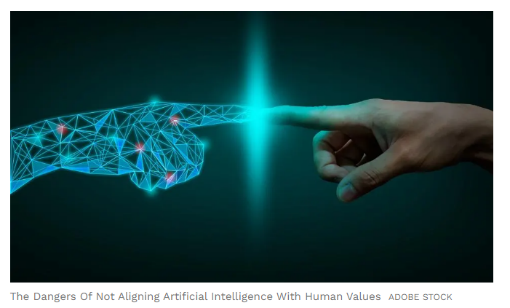 The Dangers Of Not Aligning Artificial Intelligence With Human Values ADOBE STOCK